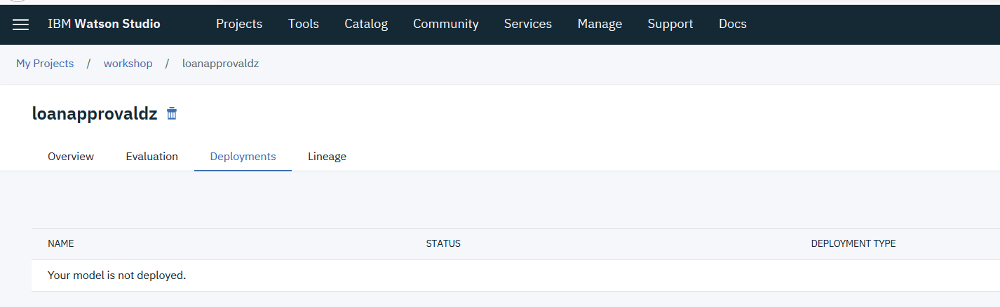 IBM Watson Studio Projects Tools Catalog Community Services Manage Support Docs
My Projects / workshop / loanapprovaldz
loanapprovaldz
Overview Evaluation Deployments Lineage
NAME STATUS DEPLOYMENT TYPE
Your model is not deployed.